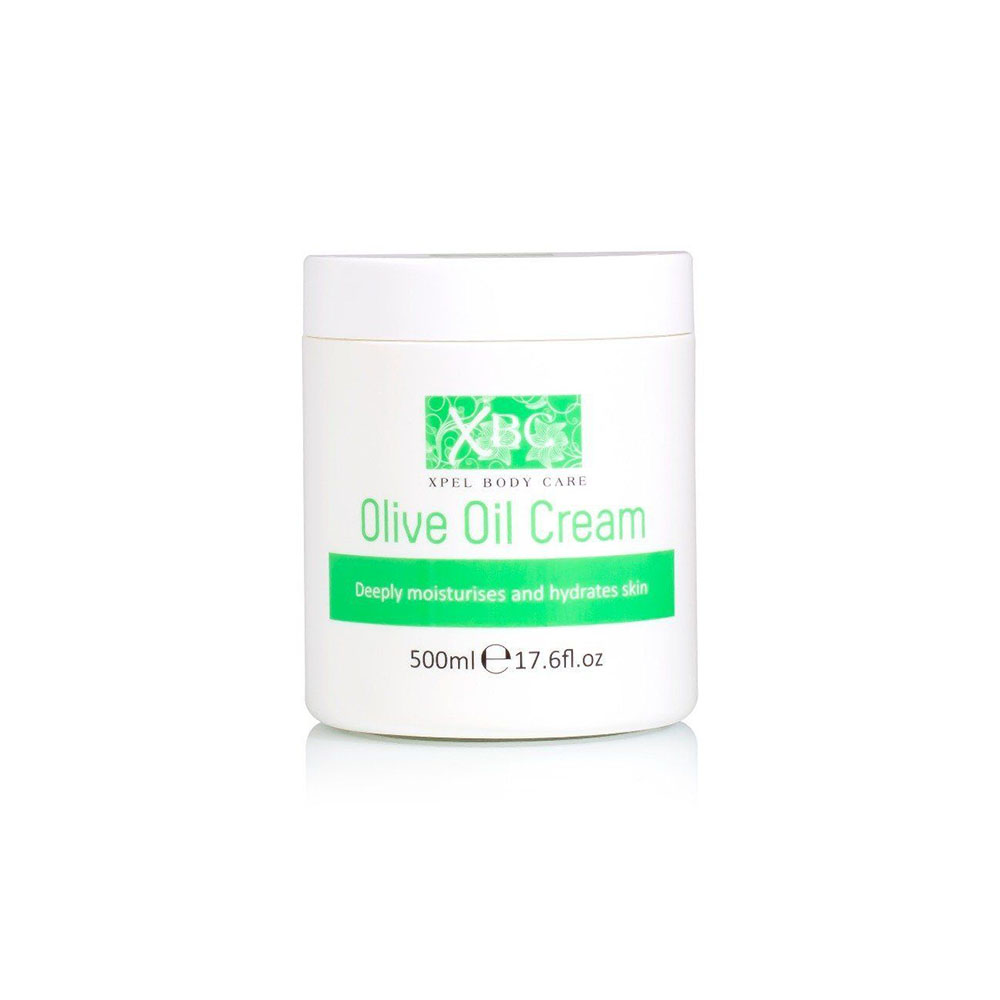 XBC
XPEL BODY CARE
Olive Oil Cream
Deeply moisturises and hydrates skin
500ml ℮ 17.6fl.oz